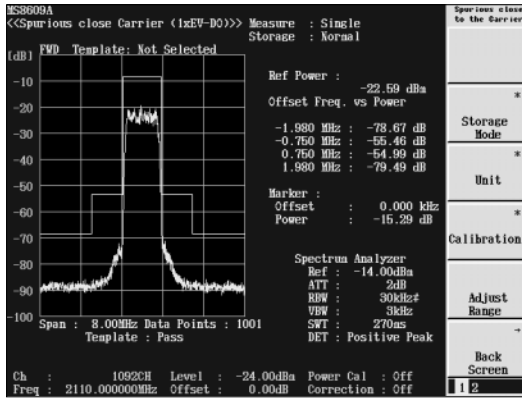 MS8609A
<<Spurious close Carrier (1xEV-DO)>> Measure : Single
Storage : Normal
FWD Template: Not Selected
[dB]
-10
-20
-30
-40
-50
-60
-70
-80
-90
-100
Span : 8.00MHz Data Points : 1001
Template : Pass
Ref Power :
-22.59 dBm
Offset Freq. vs Power
-1.980 MHz : -78.67 dB
-0.750 MHz : -55.46 dB
0.750 MHz : -54.99 dB
1.980 MHz : -79.49 dB
Marker :
Offset : 0.000 kHz
Power : -15.29 dB
Spectrum Analyzer
Ref : -14.00dBm
ATT : 2dB
RBW : 30kHz#
VBW : 3kHz
SWT : 270ms
DET : Positive Peak
Ch : 1092CH Level : -24.00dBm Power Cal : Off
Freq : 2110.000000MHz Offset : 0.00dB Correction : Off
Spurious close
to the Carrier
*
Storage
Mode
*
Unit
*
Calibration
Adjust
Range
→
Back
Screen
1 2